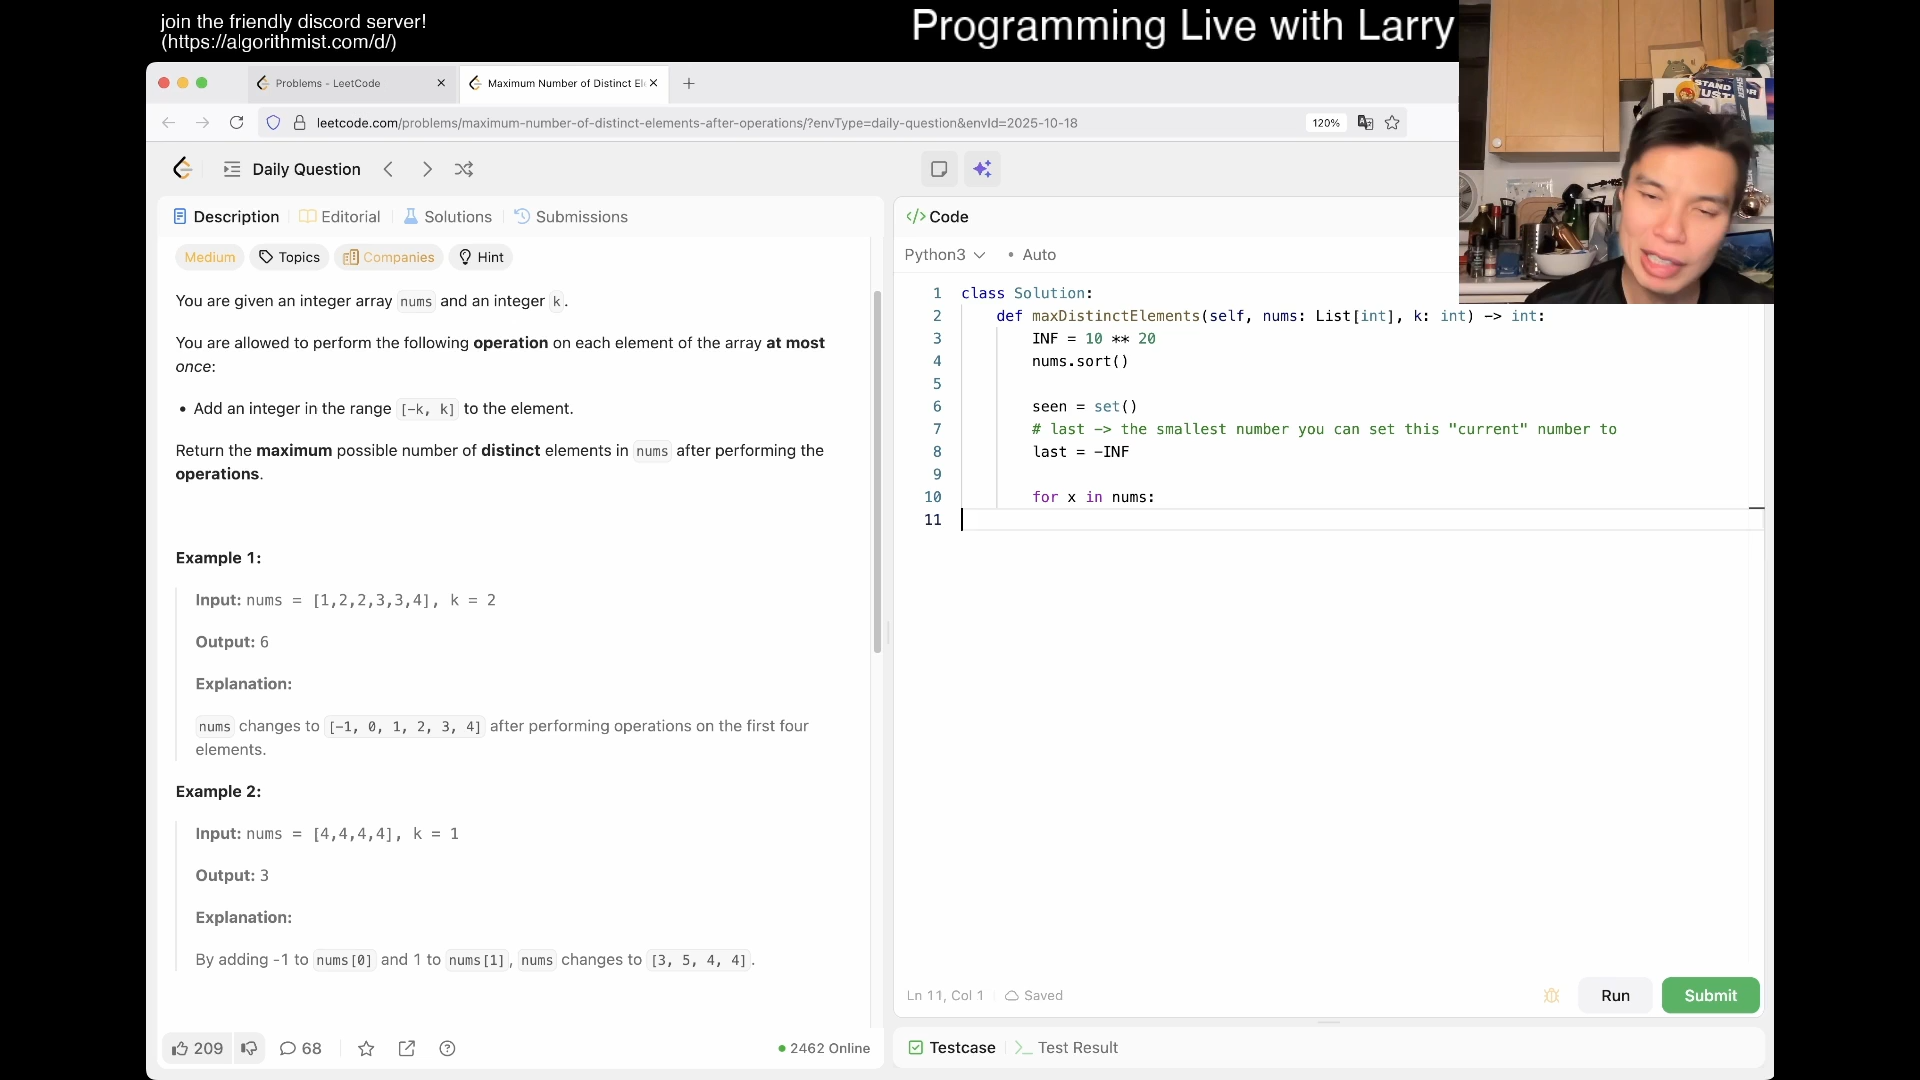 join the friendly discord server!
(https://algorithmist.com/d/)
Programming Live with Larry
Problems - LeetCode
Maximum Number of Distinct El
leetcode.com/problems/maximum-number-of-distinct-elements-after-operations/?envType=daily-question&envId=2025-10-18
120%
Daily Question
Description
Editorial
Solutions
Submissions
Medium
Topics
Companies
Hint
You are given an integer array nums and an integer k.
You are allowed to perform the following operation on each element of the array at most
once:
• Add an integer in the range [-k, k] to the element.
Return the maximum possible number of distinct elements in nums after performing the
operations.
Example 1:
Input: nums = [1,2,2,3,3,4], k = 2
Output: 6
Explanation:
nums changes to [-1, 0, 1, 2, 3, 4] after performing operations on the first four
elements.
Example 2:
Input: nums = [4,4,4,4], k = 1
Output: 3
Explanation:
By adding -1 to nums[0] and 1 to nums[1], nums changes to [3, 5, 4, 4].
209
68
2462 Online
</> Code
Python3
• Auto
1 class Solution:
2 def maxDistinctElements(self, nums: List[int], k: int) -> int:
3 INF = 10 ** 20
4 nums.sort()
5
6 seen = set()
7 # last -> the smallest number you can set this "current" number to
8 last = -INF
9
10 for x in nums:
11
Ln 11, Col 1
Saved
Run
Submit
Testcase
Test Result
STAND